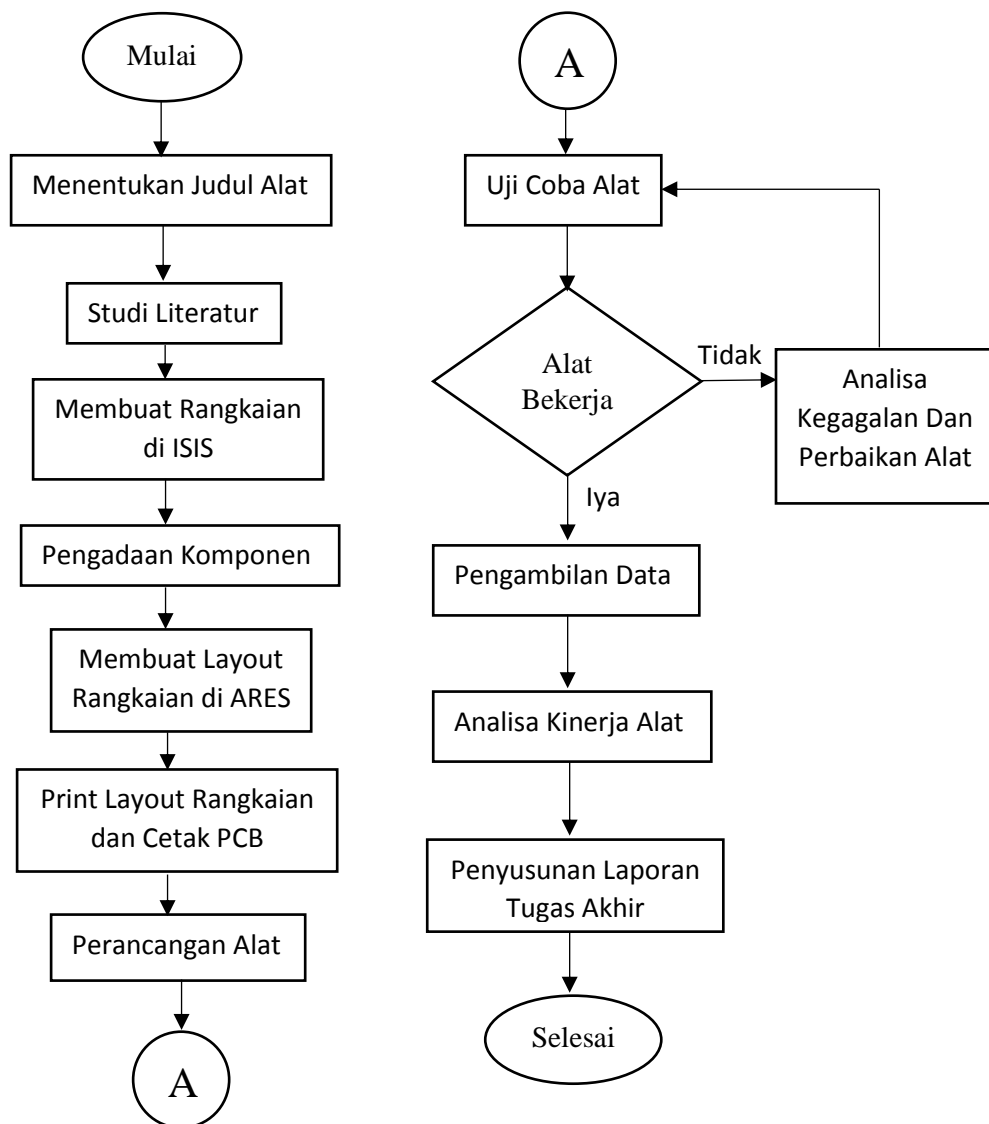 Mulai
Menentukan Judul Alat
Studi Literatur
Membuat Rangkaian
di ISIS
Pengadaan Komponen
Membuat Layout
Rangkaian di ARES
Print Layout Rangkaian
dan Cetak PCB
Perancangan Alat
A
A
Uji Coba Alat
Alat
Bekerja
Tidak
Analisa
Kegagalan Dan
Perbaikan Alat
Iya
Pengambilan Data
Analisa Kinerja Alat
Penyusunan Laporan
Tugas Akhir
Selesai